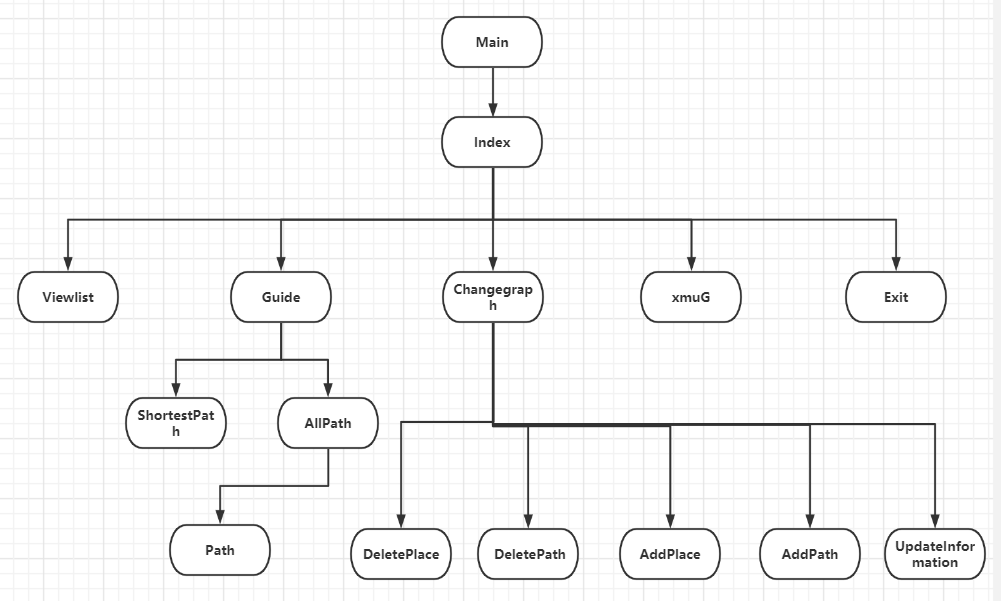 Main
Index
Viewlist
Guide
Changegrap
h
xmuG
Exit
ShortestPat
h
AllPath
Path
DeletePlace
DeletePath
AddPlace
AddPath
UpdateInfor
mation